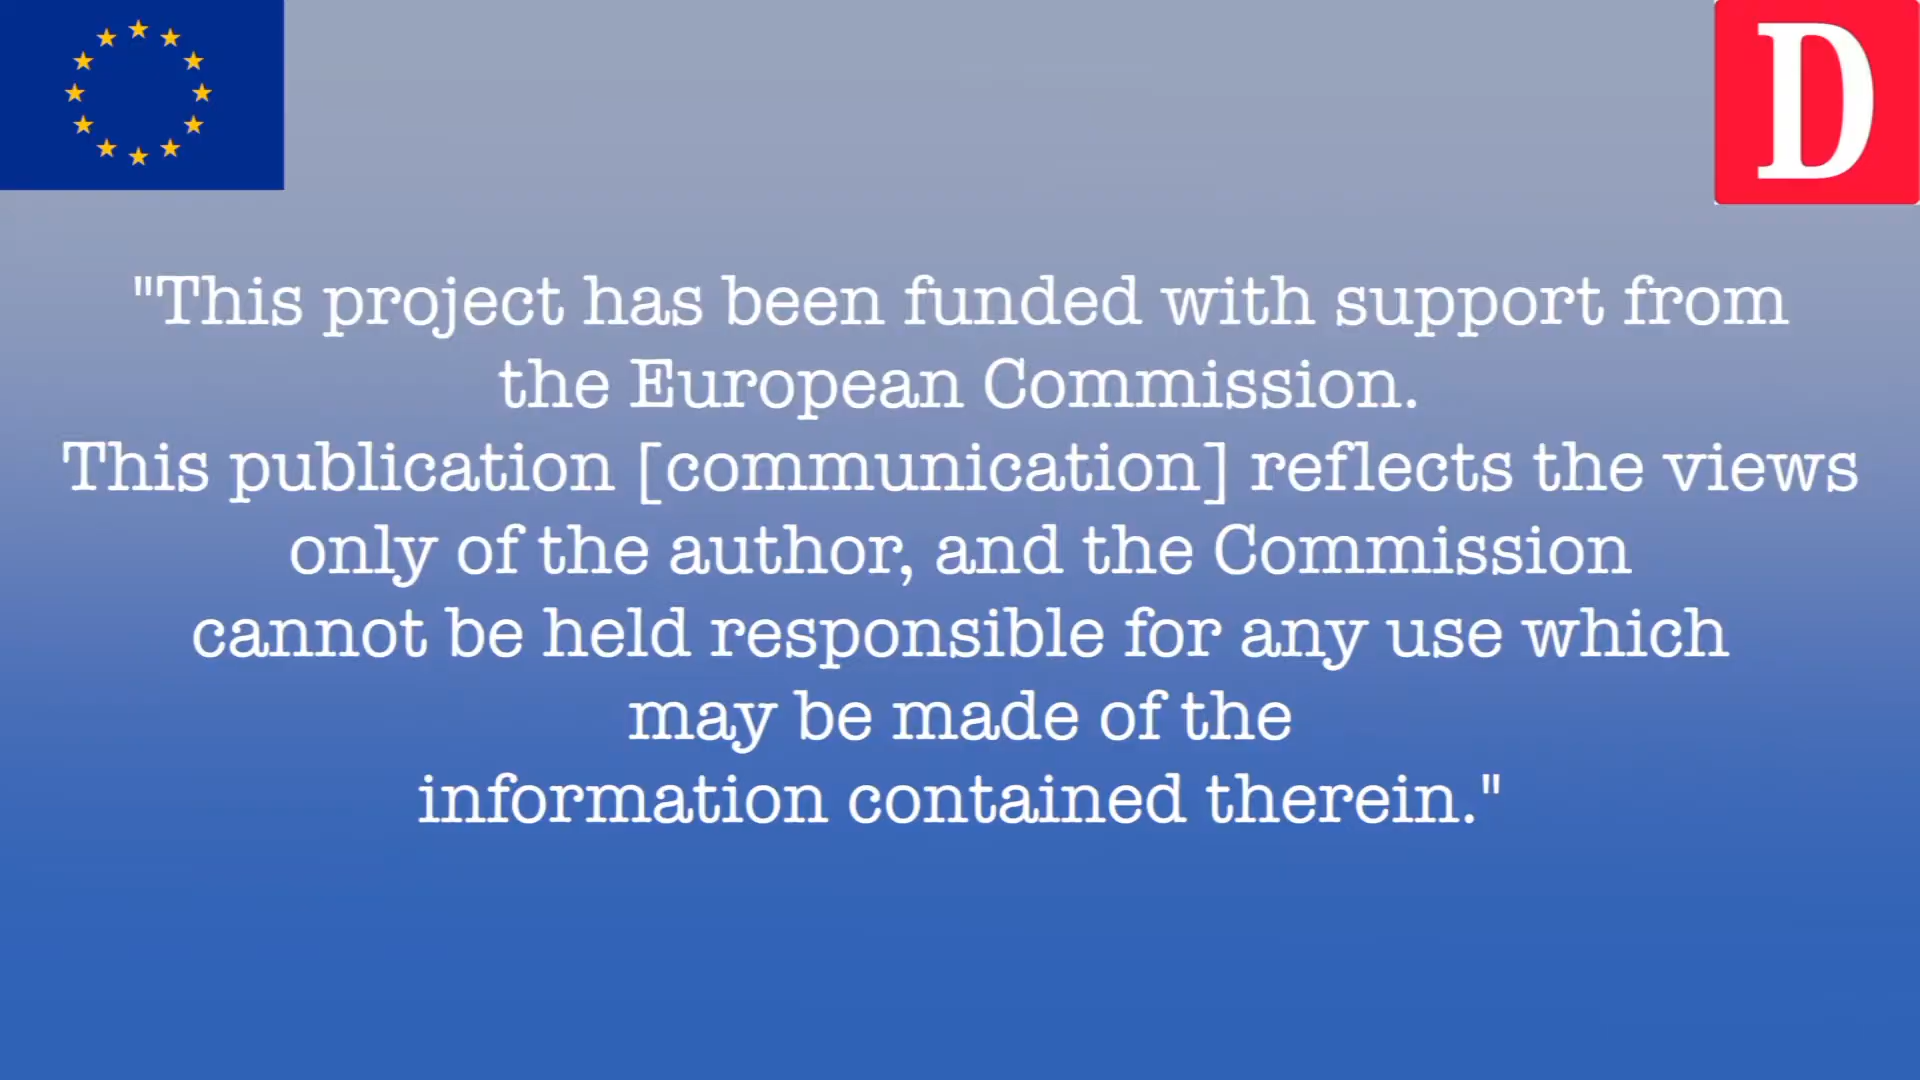 D
"This project has been funded with support from
the European Commission.
This publication [communication] reflects the views
only of the author, and the Commission
cannot be held responsible for any use which
may be made of the
information contained therein."